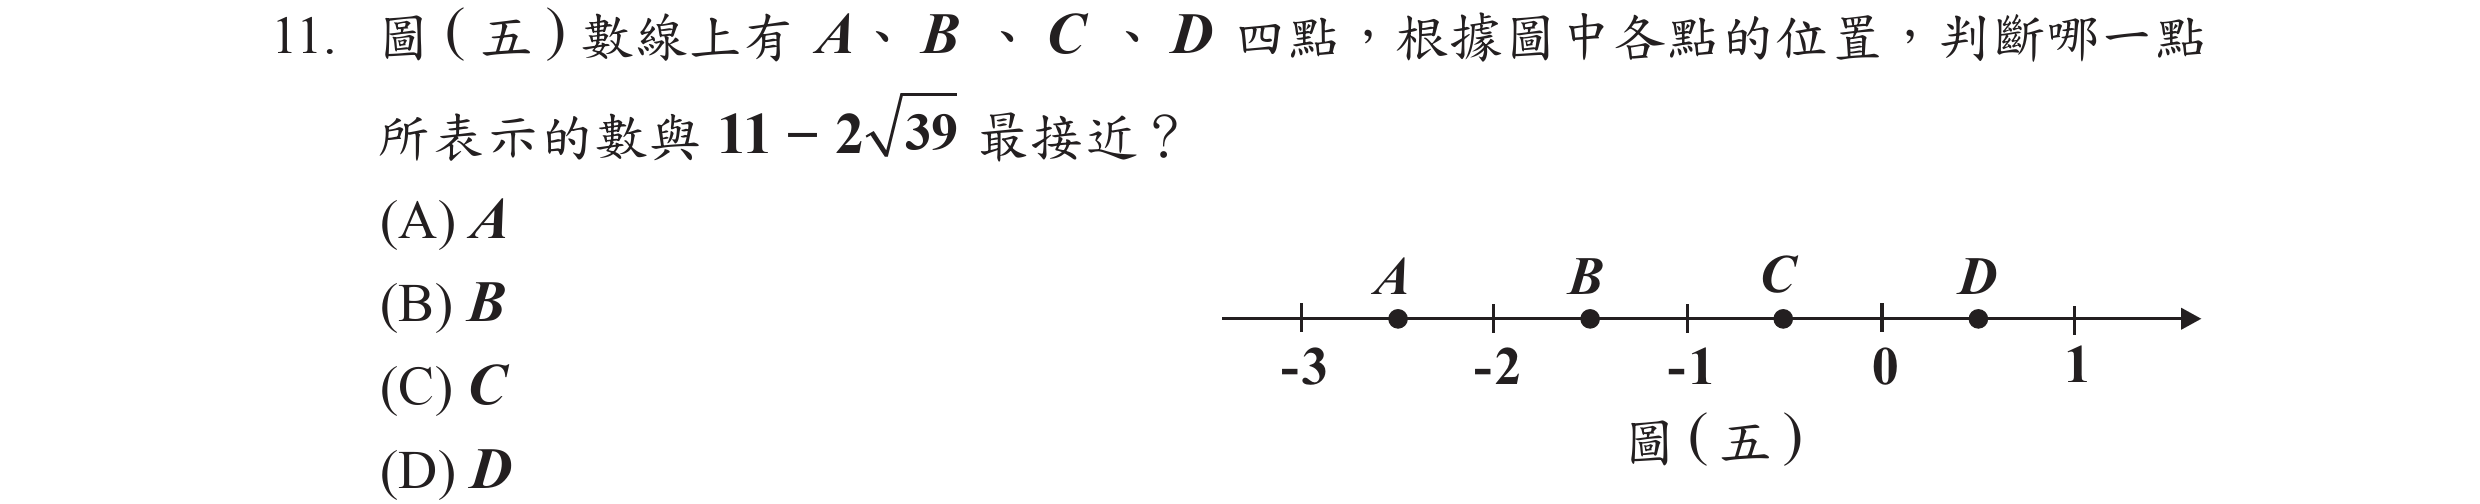 11. 圖(五)數線上有 A、B、C、D 四點，根據圖中各點的位置，判斷哪一點
所表示的數與 11 − 2√39 最接近？
(A) A
(B) B
(C) C
(D) D
A B C D
-3 -2 -1 0 1
圖(五)